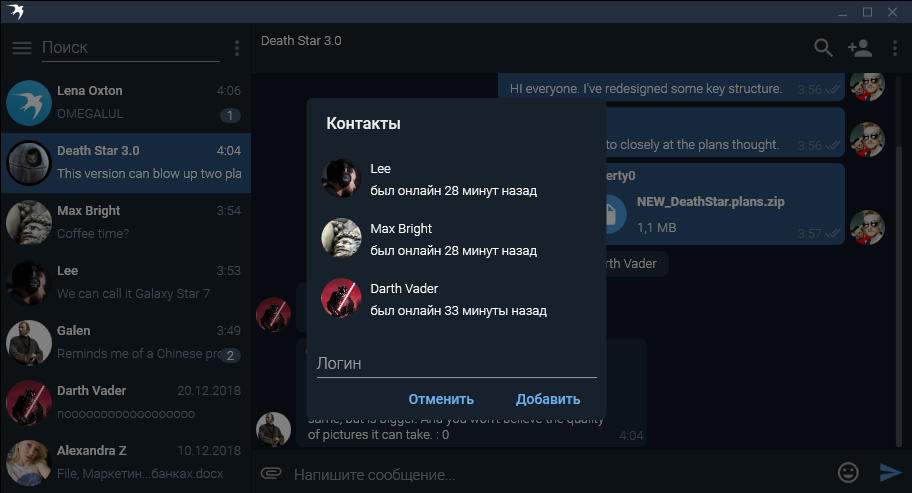 Поиск
Lena Oxton 4:06
OMEGALUL 1
Death Star 3.0 4:04
This version can blow up two pla
Max Bright 3:54
Coffee time?
Lee 3:53
We can call it Galaxy Star 7
Galen 3:49
Reminds me of a Chinese pro 2
Darth Vader 20.12.2018
noooooooooooooooooo
Alexandra Z 10.12.2018
File, Маркетин...банках.docx
Death Star 3.0
HI everyone. I've redesigned some key structure. 3:56
to closely at the plans thought. 3:56
erty0
NEW_DeathStar.plans.zip
1,1 MB 3:57
rth Vader
Контакты
Lee
был онлайн 28 минут назад
Max Bright
был онлайн 28 минут назад
Darth Vader
был онлайн 33 минуты назад
Логин
Отменить Добавить
same, but is bigger. And you won't believe the quality
of pictures it can take. : 0 4:04
Напишите сообщение...